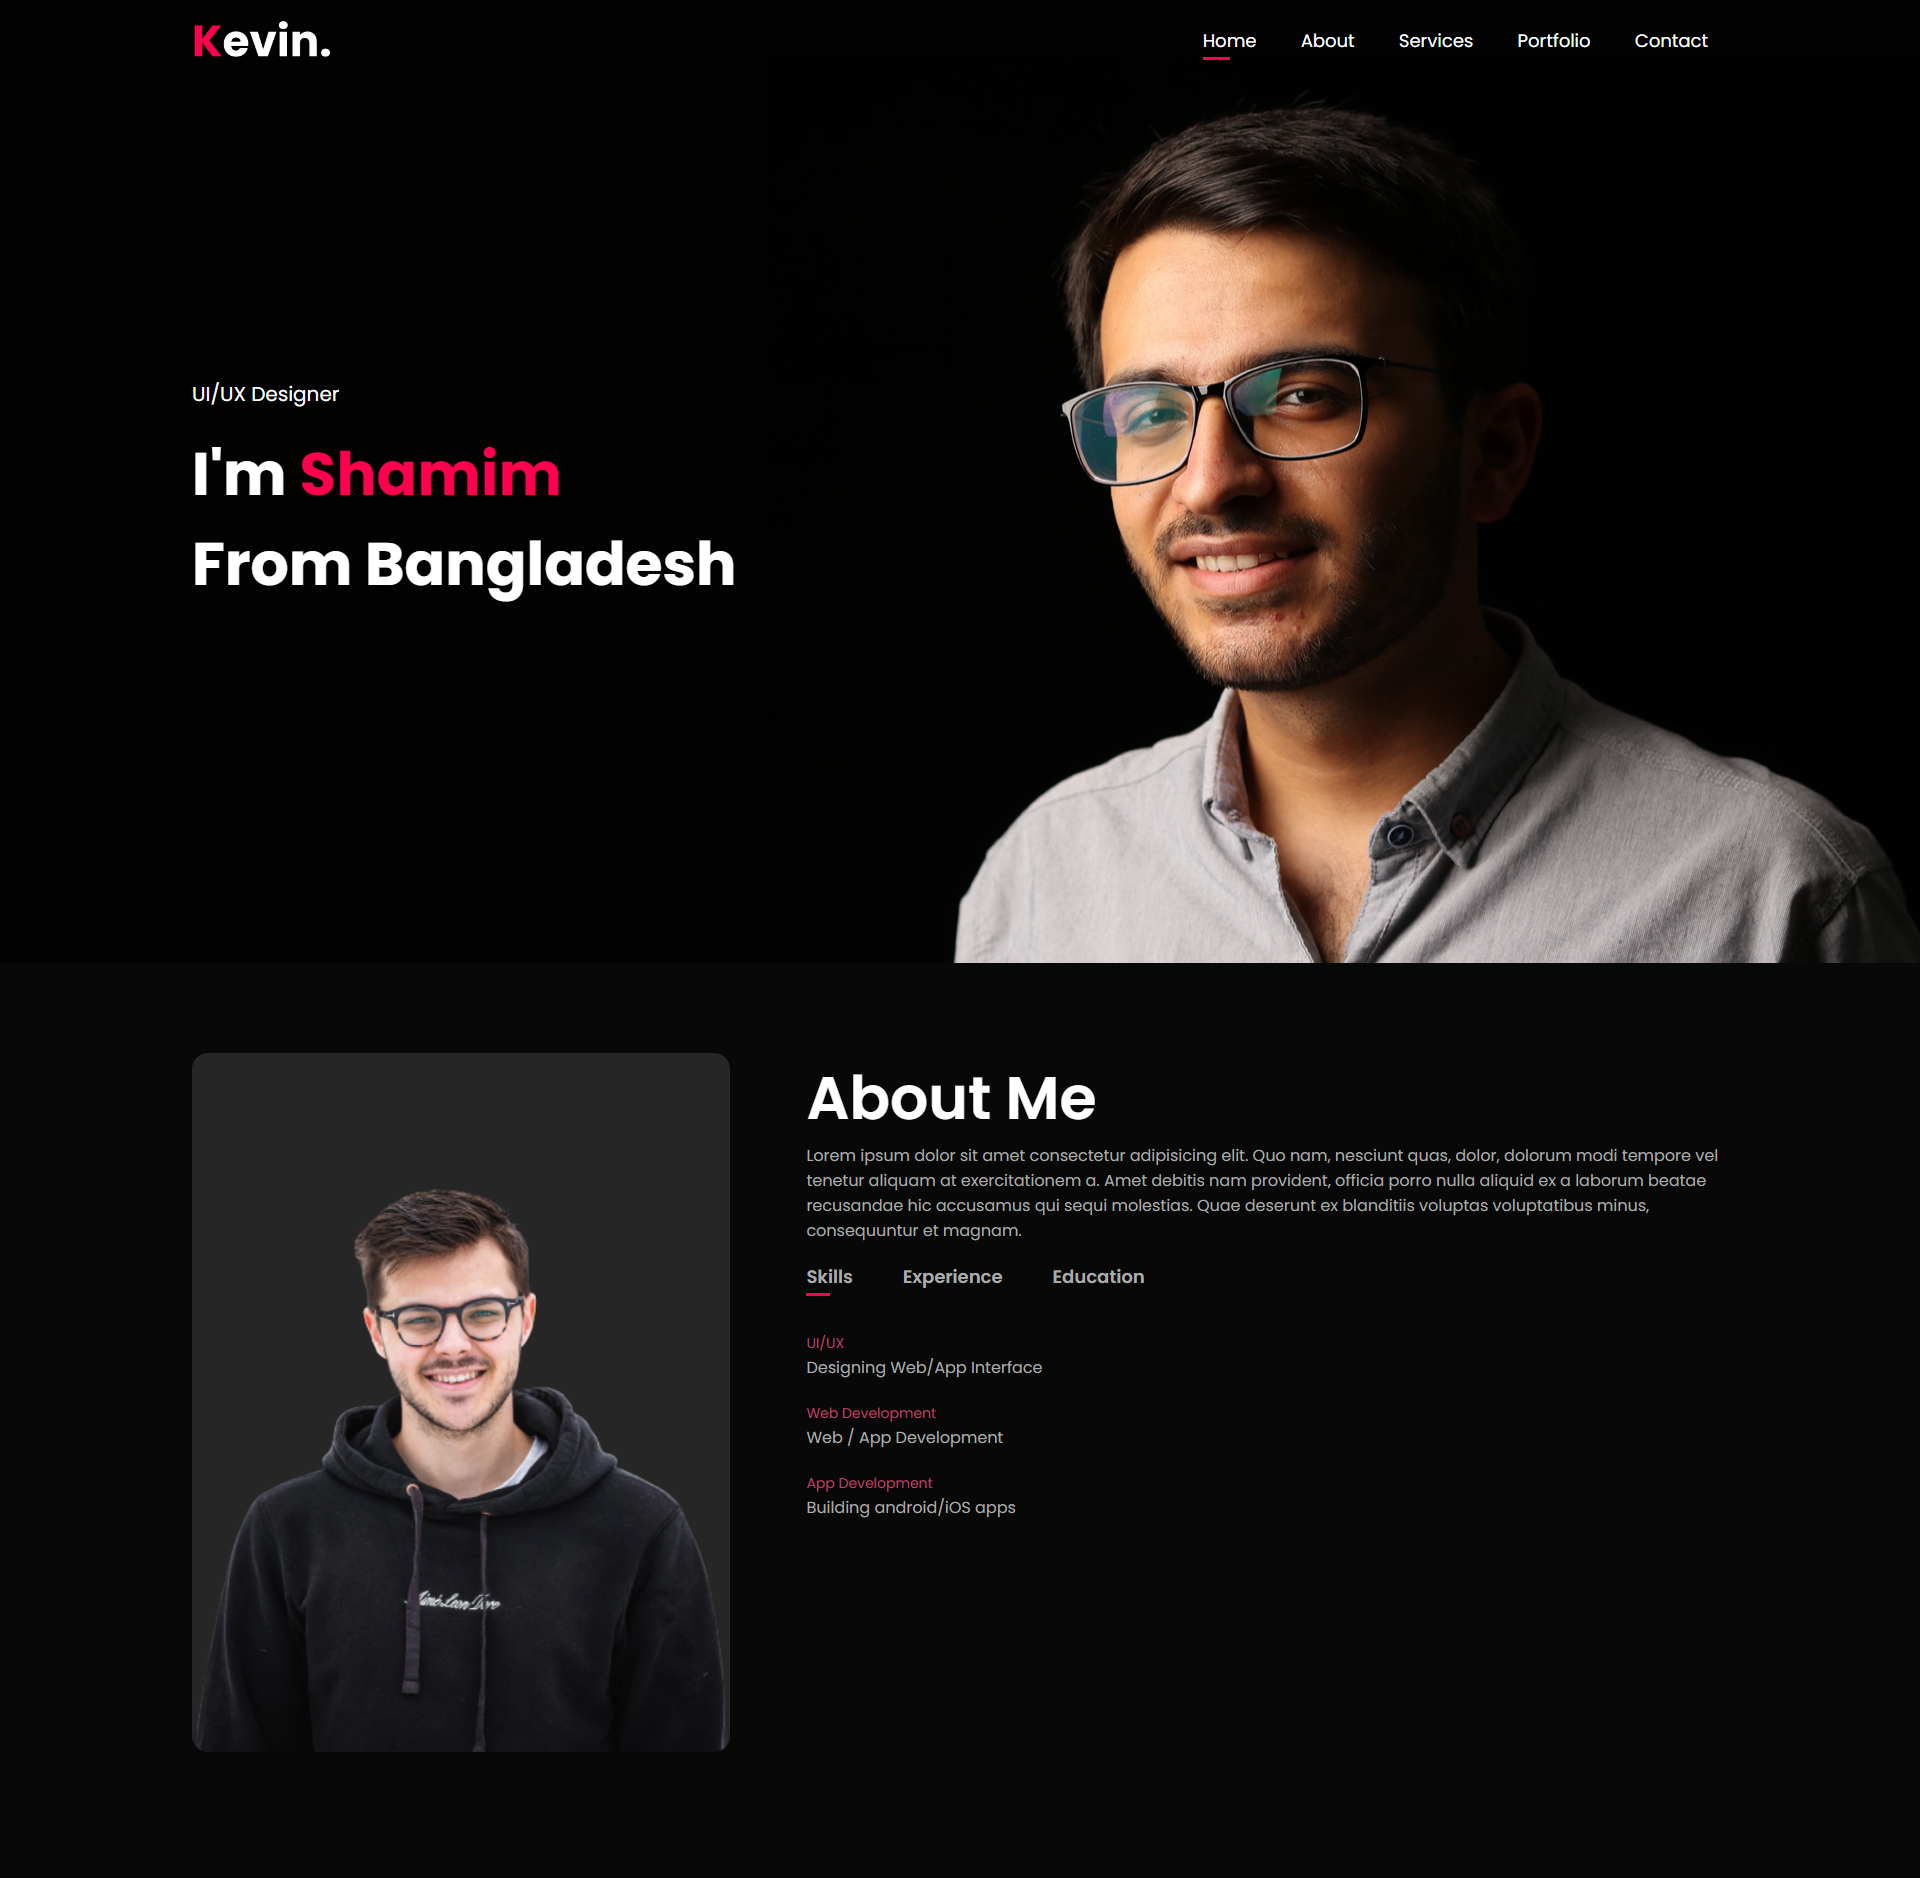 Kevin.
Home About Services Portfolio Contact
UI/UX Designer
I'm Shamim
From Bangladesh
About Me
Lorem ipsum dolor sit amet consectetur adipisicing elit. Quo nam, nesciunt quas, dolor, dolorum modi tempore vel
tenetur aliquam at exercitationem a. Amet debitis nam provident, officia porro nulla aliquid ex a laborum beatae
recusandae hic accusamus qui sequi molestias. Quae deserunt ex blanditiis voluptas voluptatibus minus,
consequuntur et magnam.
Skills Experience Education
UI/UX
Designing Web/App Interface
Web Development
Web / App Development
App Development
Building android/iOS apps